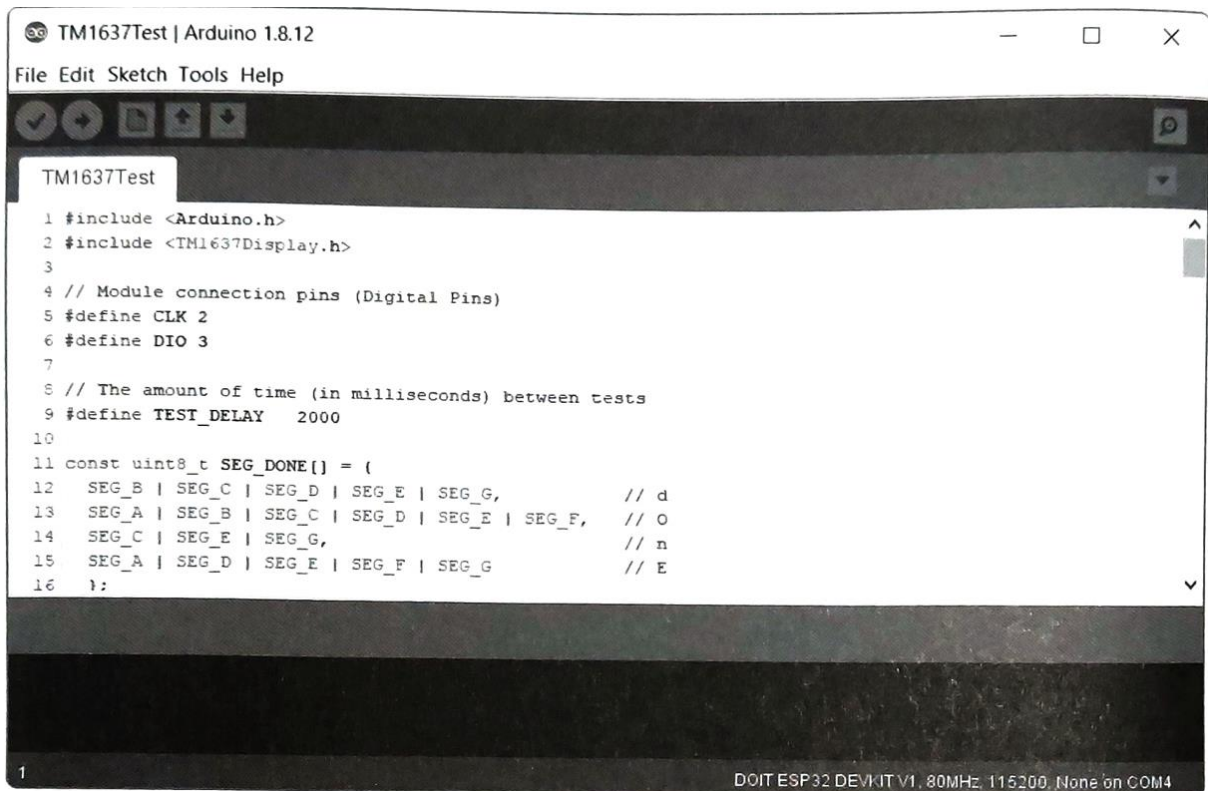 TM1637Test | Arduino 1.8.12
File Edit Sketch Tools Help
TM1637Test
1 #include <Arduino.h>
2 #include <TM1637Display.h>
3
4 // Module connection pins (Digital Pins)
5 #define CLK 2
6 #define DIO 3
7
8 // The amount of time (in milliseconds) between tests
9 #define TEST_DELAY   2000
10
11 const uint8_t SEG_DONE[] = {
12   SEG_B | SEG_C | SEG_D | SEG_E | SEG_G,           // d
13   SEG_A | SEG_B | SEG_C | SEG_D | SEG_E | SEG_F,   // O
14   SEG_C | SEG_E | SEG_G,                           // n
15   SEG_A | SEG_D | SEG_E | SEG_F | SEG_G            // E
16   };
1
DOIT ESP32 DEVKIT V1, 80MHz, 115200, None on COM4